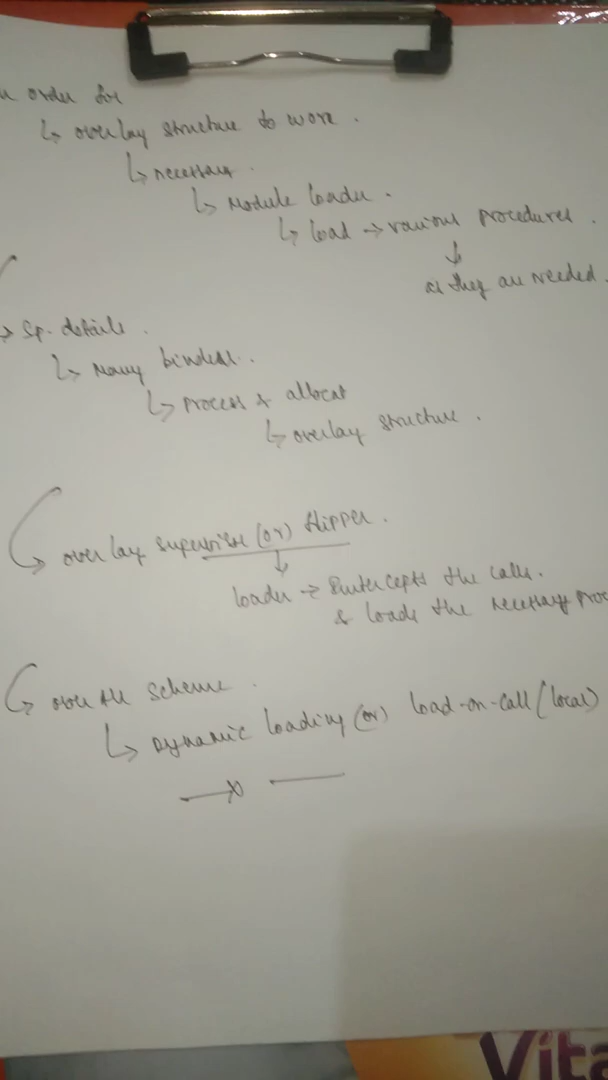 order for
↳ overlay structure to work.
↳ necessary.
↳ Module loader.
↳ load → various procedures.
↓
as they are needed.
→ Sp. details.
↳ Many binders.
↳ process & allocat
↳ overlay structure.
↳ overlay supervisor (or) flipper.
↓
loader → intercepts the calls.
& loads the necessary proc
↳ over all scheme.
↳ Dynamic loading (or) load-on-call (local)
Vita